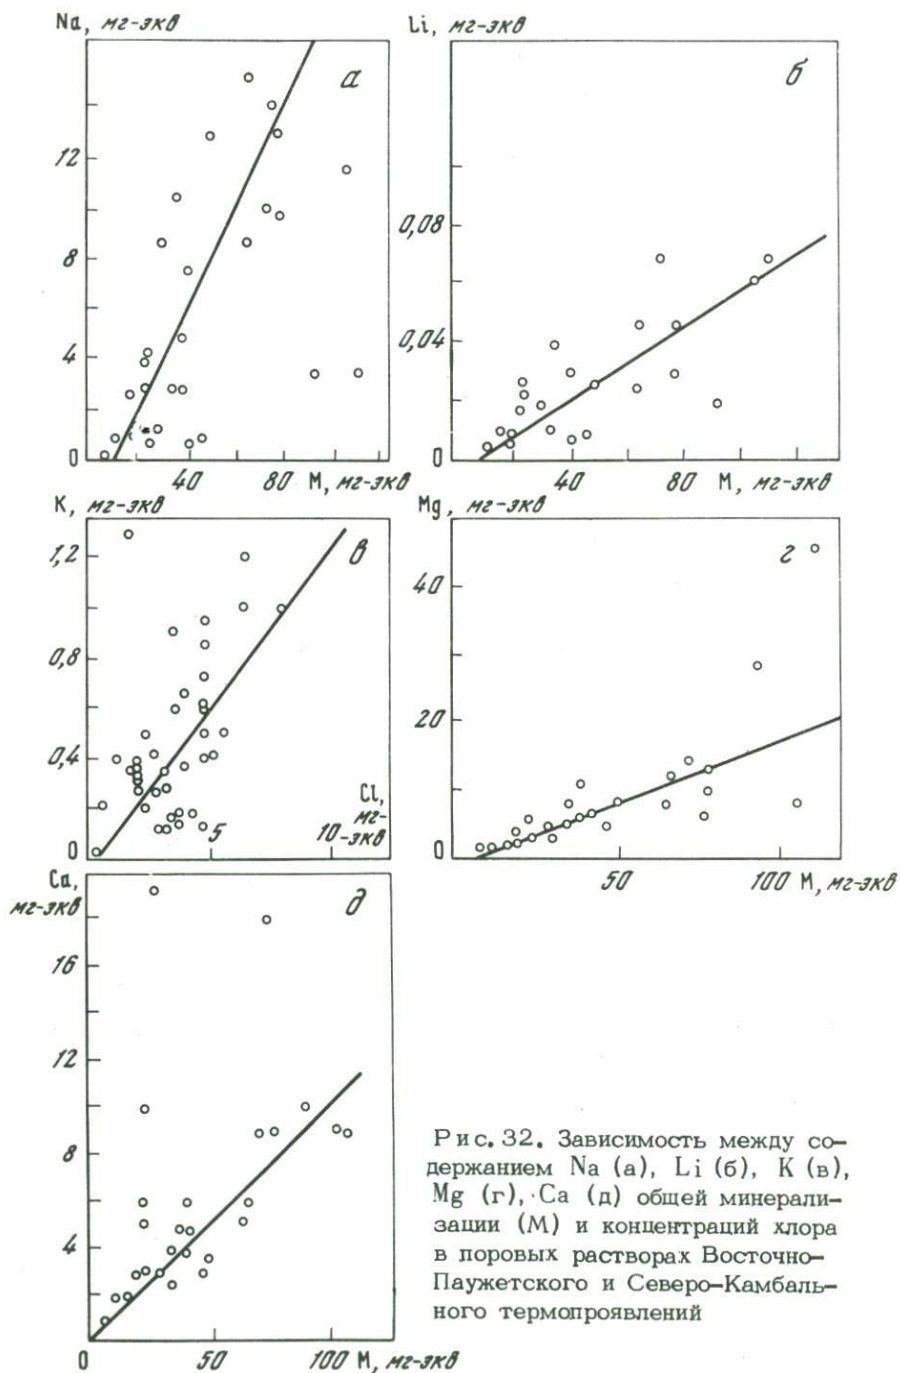 Na, мг-экв
а
12
8
4
0
40 80 М, мг-экв
Li, мг-экв
б
0,08
0,04
0
40 80 М, мг-экв
К, мг-экв
в
1,2
0,8
0,4
0
Cl,
мг-
5 10-экв
Mg, мг-экв
г
40
20
0
50 100 М, мг-экв
Ca,
мг-экв
д
16
12
8
4
0 50 100 М, мг-экв
Рис. 32. Зависимость между со-
держанием Na (а), Li (б), К (в),
Mg (г), Ca (д) общей минерали-
зации (М) и концентраций хлора
в поровых растворах Восточно-
Паужетского и Северо-Камбаль-
ного термопроявлений